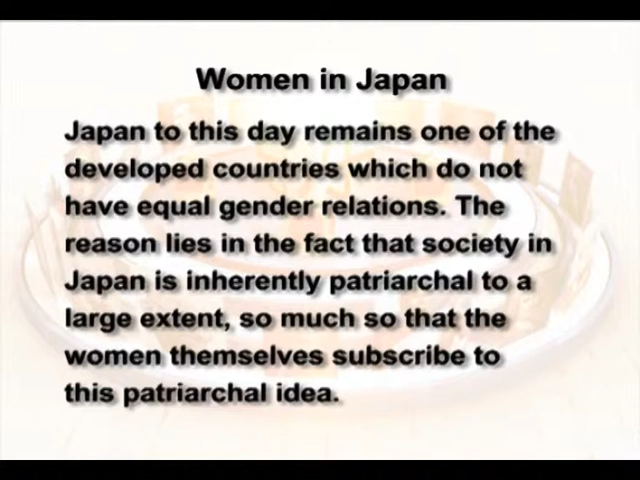 Women in Japan
Japan to this day remains one of the
developed countries which do not
have equal gender relations. The
reason lies in the fact that society in
Japan is inherently patriarchal to a
large extent, so much so that the
women themselves subscribe to
this patriarchal idea.